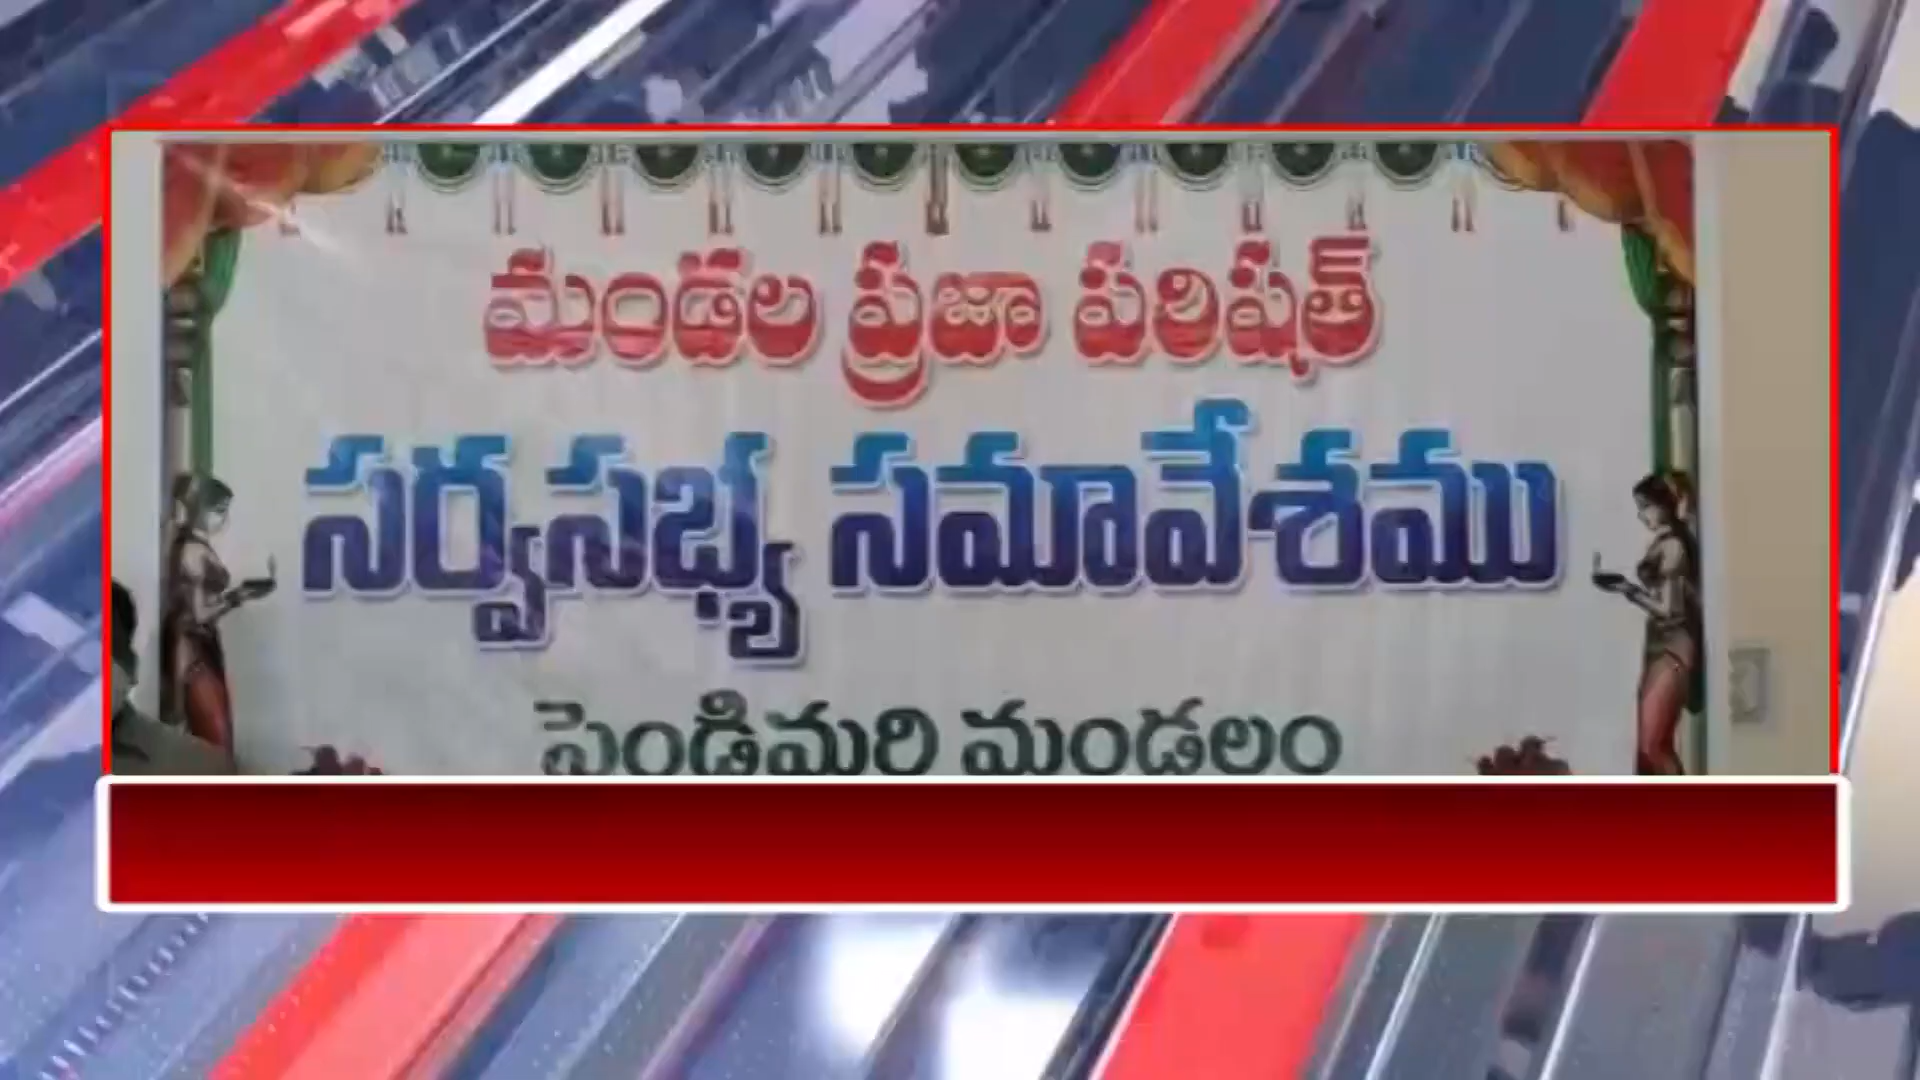 మండల ప్రజా పరిషత్
సర్వసభ్య సమావేశము
పెండ్లిమర్రి మండలం